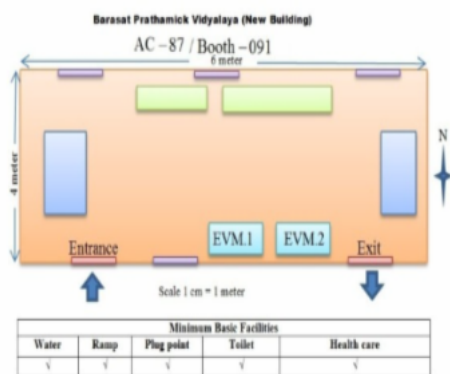 Barasat Prathamick Vidyalaya (New Building)
AC – 87 / Booth – 091
6 meter
4 meter
N
EVM.1 EVM.2
Entrance Exit
Scale 1 cm = 1 meter
Minimum Basic Facilities
Water Ramp Plug point Toilet Health care
√ √ √ √ √